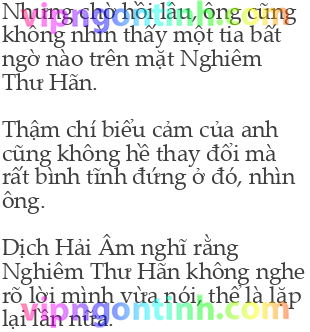 Nhưng chờ hồi lâu, ông cũng
vipngontinh.com
không nhìn thấy một tia bất
ngờ nào trên mặt Nghiêm
Thư Hãn.
Thậm chí biểu cảm của anh
cũng không hề thay đổi mà
rất bình tĩnh đứng ở đó, nhìn
ông.
Dịch Hải Âm nghĩ rằng
Nghiêm Thư Hãn không nghe
rõ lời mình vừa nói, thế là lặp
vipngontinh.com
lại lần nữa.